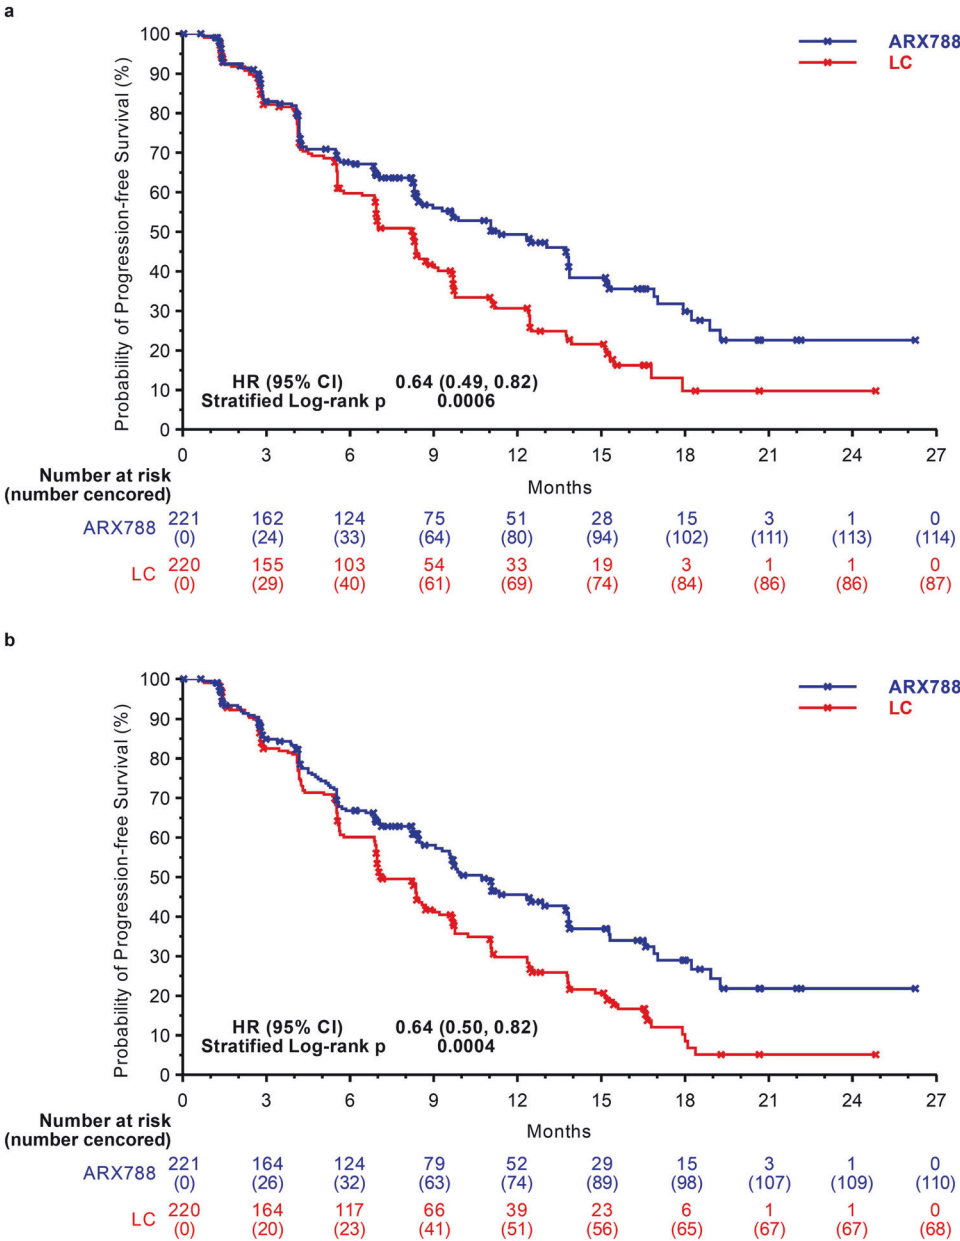 a
ARX788
LC
Probability of Progression-free Survival (%)
100
90
80
70
60
50
40
30
20
10
0
HR (95% CI) 0.64 (0.49, 0.82)
Stratified Log-rank p 0.0006
0 3 6 9 12 15 18 21 24 27
Months
Number at risk
(number cencored)
ARX788 221 162 124 75 51 28 15 3 1 0
(0) (24) (33) (64) (80) (94) (102) (111) (113) (114)
LC 220 155 103 54 33 19 3 1 1 0
(0) (29) (40) (61) (69) (74) (84) (86) (86) (87)
b
ARX788
LC
Probability of Progression-free Survival (%)
100
90
80
70
60
50
40
30
20
10
0
HR (95% CI) 0.64 (0.50, 0.82)
Stratified Log-rank p 0.0004
0 3 6 9 12 15 18 21 24 27
Months
Number at risk
(number cencored)
ARX788 221 164 124 79 52 29 15 3 1 0
(0) (26) (32) (63) (74) (89) (98) (107) (109) (110)
LC 220 164 117 66 39 23 6 1 1 0
(0) (20) (23) (41) (51) (56) (65) (67) (67) (68)